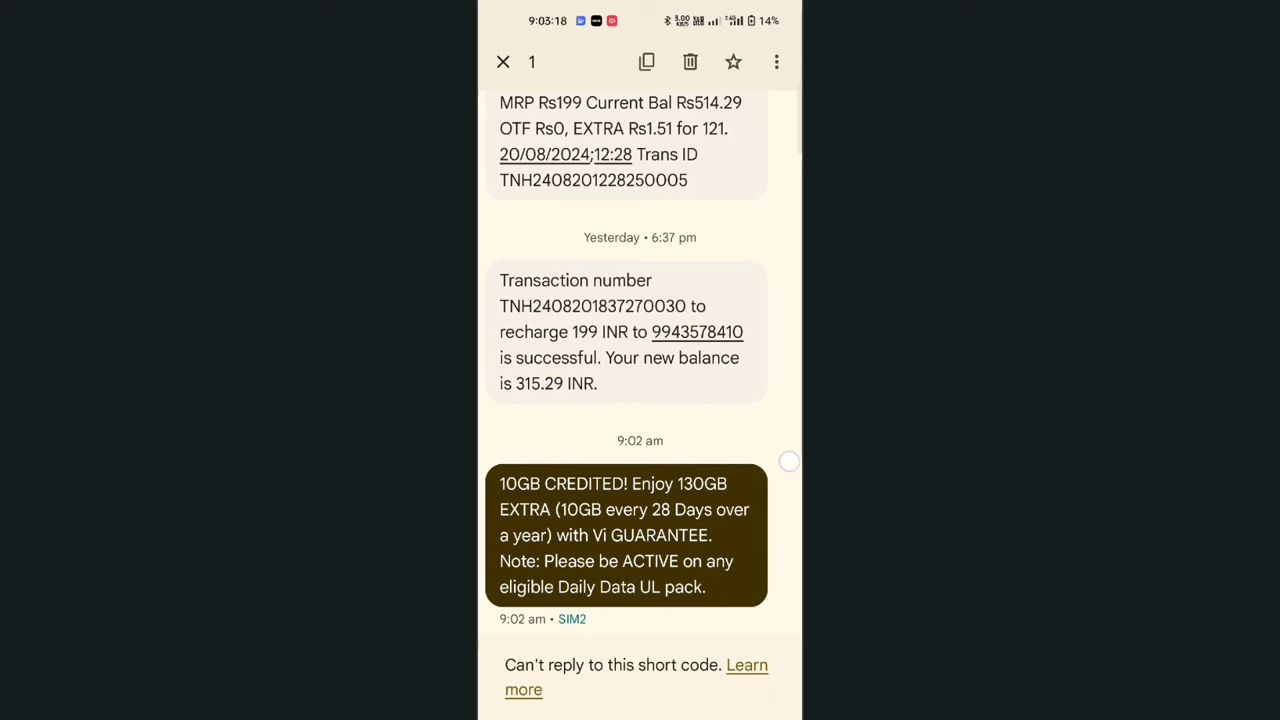 9:03:18 3.00 KB/S 14%
1
MRP Rs199 Current Bal Rs514.29
OTF Rs0, EXTRA Rs1.51 for 121.
20/08/2024;12:28 Trans ID
TNH2408201228250005
Yesterday • 6:37 pm
Transaction number
TNH2408201837270030 to
recharge 199 INR to 9943578410
is successful. Your new balance
is 315.29 INR.
9:02 am
10GB CREDITED! Enjoy 130GB
EXTRA (10GB every 28 Days over
a year) with Vi GUARANTEE.
Note: Please be ACTIVE on any
eligible Daily Data UL pack.
9:02 am • SIM2
Can't reply to this short code. Learn
more